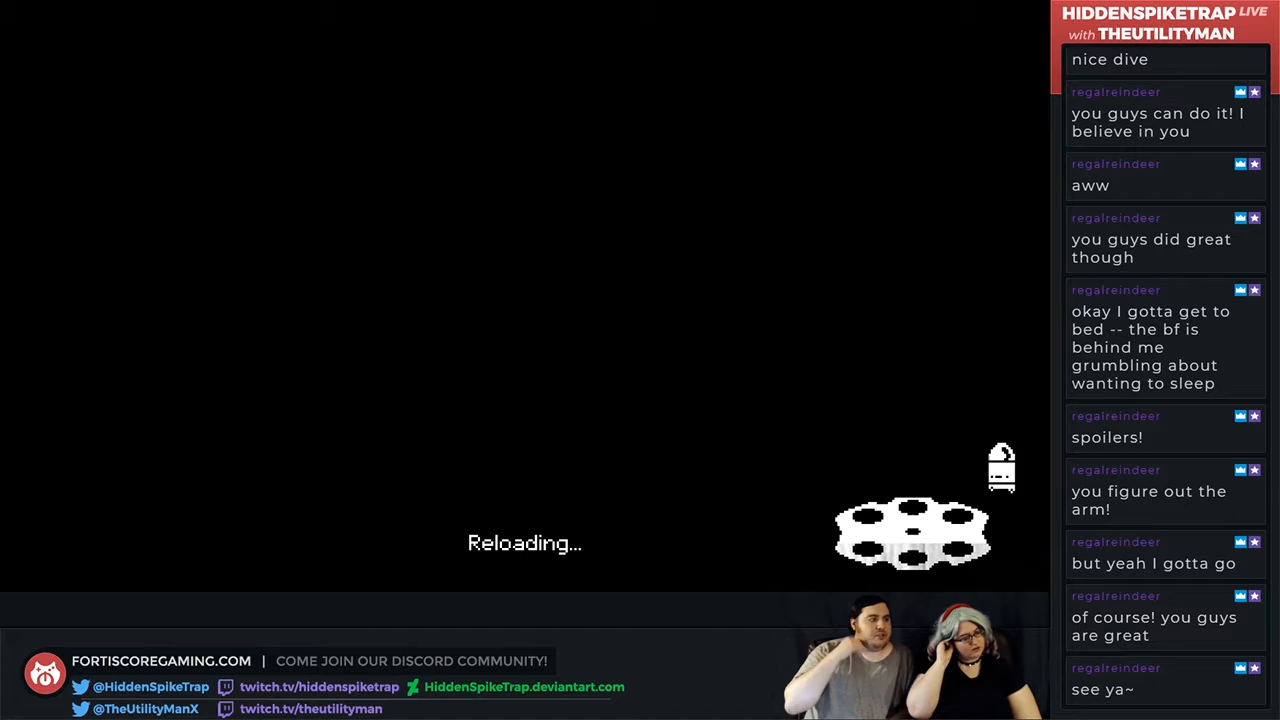 HIDDENSPIKETRAP LIVE
with THEUTILITYMAN
nice dive
regalreindeer
you guys can do it! I
believe in you
regalreindeer
aww
regalreindeer
you guys did great
though
regalreindeer
okay I gotta get to
bed -- the bf is
behind me
grumbling about
wanting to sleep
regalreindeer
spoilers!
regalreindeer
you figure out the
arm!
regalreindeer
but yeah I gotta go
regalreindeer
of course! you guys
are great
regalreindeer
see ya~
Reloading...
FORTISCOREGAMING.COM | COME JOIN OUR DISCORD COMMUNITY!
@HiddenSpikeTrap twitch.tv/hiddenspiketrap HiddenSpikeTrap.deviantart.com
@TheUtilityManX twitch.tv/theutilityman